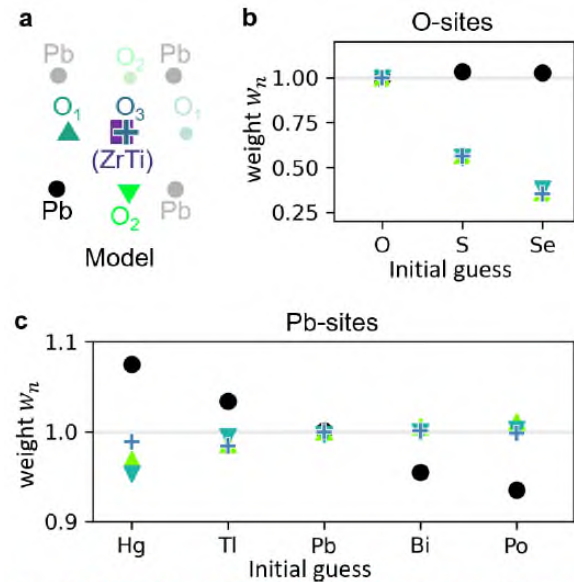 a
Pb O₂ Pb
O₁ O₃ O₁
(ZrTi)
Pb O₂ Pb
Model
b
O-sites
weight wₙ
1.00
0.75
0.50
0.25
O S Se
Initial guess
c
Pb-sites
weight wₙ
1.1
1.0
0.9
Hg Tl Pb Bi Po
Initial guess